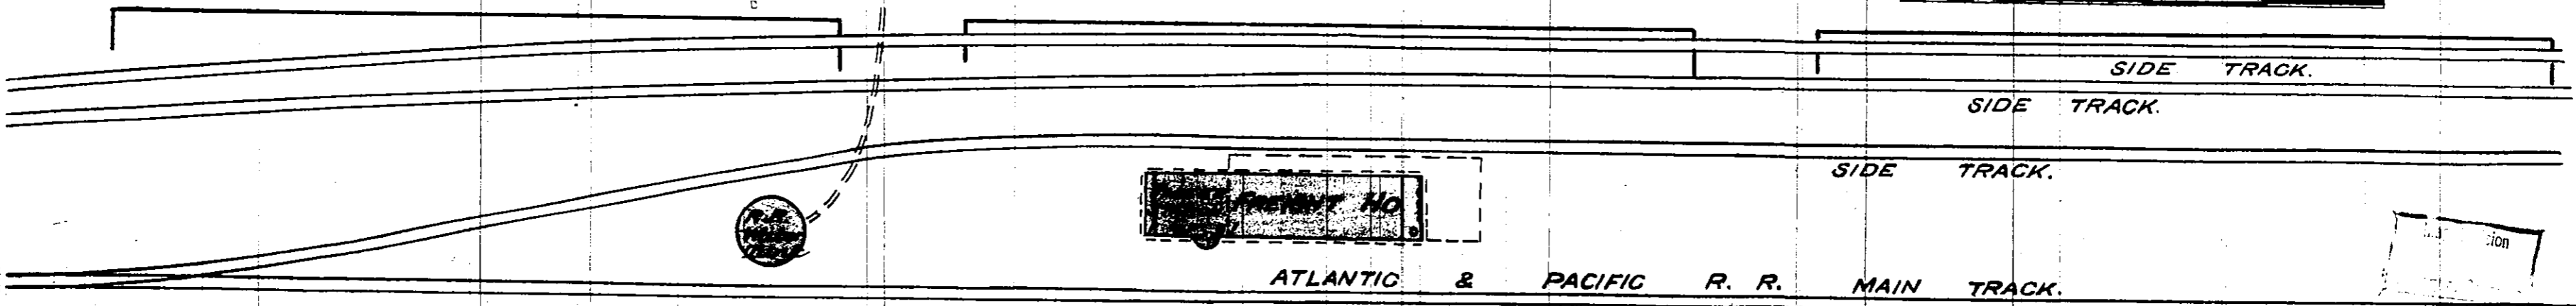 SIDE TRACK.
SIDE TRACK.
SIDE TRACK.
R.R.
FREIGHT HO
ATLANTIC & PACIFIC R. R. MAIN TRACK.